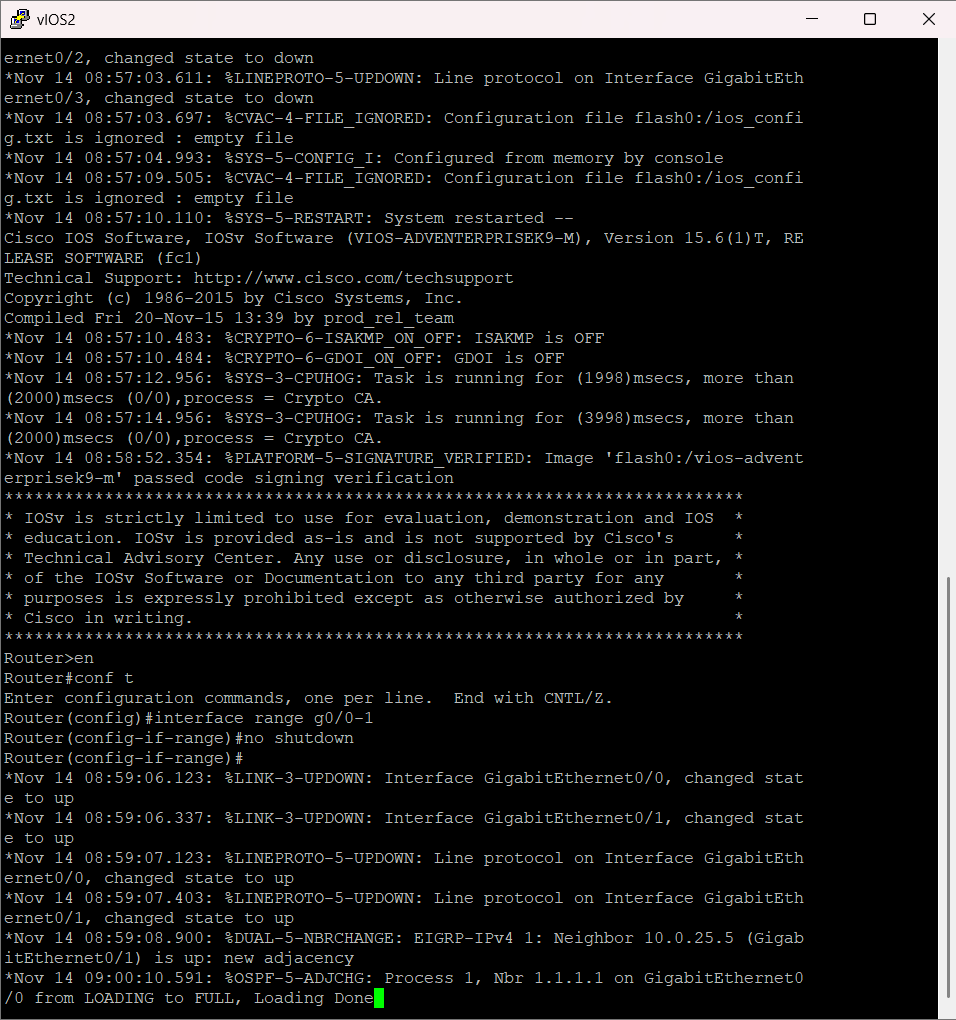 vIOS2
ernet0/2, changed state to down
*Nov 14 08:57:03.611: %LINEPROTO-5-UPDOWN: Line protocol on Interface GigabitEth
ernet0/3, changed state to down
*Nov 14 08:57:03.697: %CVAC-4-FILE_IGNORED: Configuration file flash0:/ios_confi
g.txt is ignored : empty file
*Nov 14 08:57:04.993: %SYS-5-CONFIG_I: Configured from memory by console
*Nov 14 08:57:09.505: %CVAC-4-FILE_IGNORED: Configuration file flash0:/ios_confi
g.txt is ignored : empty file
*Nov 14 08:57:10.110: %SYS-5-RESTART: System restarted --
Cisco IOS Software, IOSv Software (VIOS-ADVENTERPRISEK9-M), Version 15.6(1)T, RE
LEASE SOFTWARE (fc1)
Technical Support: http://www.cisco.com/techsupport
Copyright (c) 1986-2015 by Cisco Systems, Inc.
Compiled Fri 20-Nov-15 13:39 by prod_rel_team
*Nov 14 08:57:10.483: %CRYPTO-6-ISAKMP_ON_OFF: ISAKMP is OFF
*Nov 14 08:57:10.484: %CRYPTO-6-GDOI_ON_OFF: GDOI is OFF
*Nov 14 08:57:12.956: %SYS-3-CPUHOG: Task is running for (1998)msecs, more than
(2000)msecs (0/0),process = Crypto CA.
*Nov 14 08:57:14.956: %SYS-3-CPUHOG: Task is running for (3998)msecs, more than
(2000)msecs (0/0),process = Crypto CA.
*Nov 14 08:58:52.354: %PLATFORM-5-SIGNATURE_VERIFIED: Image 'flash0:/vios-advent
erprisek9-m' passed code signing verification
**************************************************************************
* IOSv is strictly limited to use for evaluation, demonstration and IOS  *
* education. IOSv is provided as-is and is not supported by Cisco's      *
* Technical Advisory Center. Any use or disclosure, in whole or in part, *
* of the IOSv Software or Documentation to any third party for any       *
* purposes is expressly prohibited except as otherwise authorized by     *
* Cisco in writing.                                                      *
**************************************************************************
Router>en
Router#conf t
Enter configuration commands, one per line.  End with CNTL/Z.
Router(config)#interface range g0/0-1
Router(config-if-range)#no shutdown
Router(config-if-range)#
*Nov 14 08:59:06.123: %LINK-3-UPDOWN: Interface GigabitEthernet0/0, changed stat
e to up
*Nov 14 08:59:06.337: %LINK-3-UPDOWN: Interface GigabitEthernet0/1, changed stat
e to up
*Nov 14 08:59:07.123: %LINEPROTO-5-UPDOWN: Line protocol on Interface GigabitEth
ernet0/0, changed state to up
*Nov 14 08:59:07.403: %LINEPROTO-5-UPDOWN: Line protocol on Interface GigabitEth
ernet0/1, changed state to up
*Nov 14 08:59:08.900: %DUAL-5-NBRCHANGE: EIGRP-IPv4 1: Neighbor 10.0.25.5 (Gigab
itEthernet0/1) is up: new adjacency
*Nov 14 09:00:10.591: %OSPF-5-ADJCHG: Process 1, Nbr 1.1.1.1 on GigabitEthernet0
/0 from LOADING to FULL, Loading Done